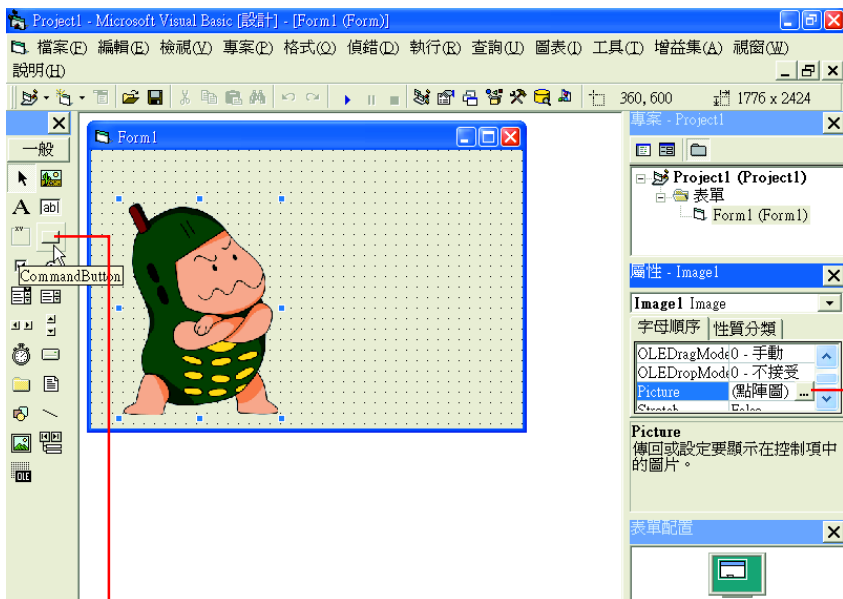 Project1 - Microsoft Visual Basic [設計] - [Form1 (Form)]
檔案(F) 編輯(E) 檢視(V) 專案(P) 格式(O) 偵錯(D) 執行(R) 查詢(U) 圖表(I) 工具(T) 增益集(A) 視窗(W)
說明(H)
360, 600 1776 x 2424
一般
A ab
XY
CommandButton
OLE
Form1
專案 - Project1
Project1 (Project1)
表單
Form1 (Form1)
屬性 - Image1
Image1 Image
字母順序 性質分類
OLEDragMode 0 - 手動
OLEDropMode 0 - 不接受
Picture (點陣圖) ...
Stretch False
Picture
傳回或設定要顯示在控制項中
的圖片。
表單配置